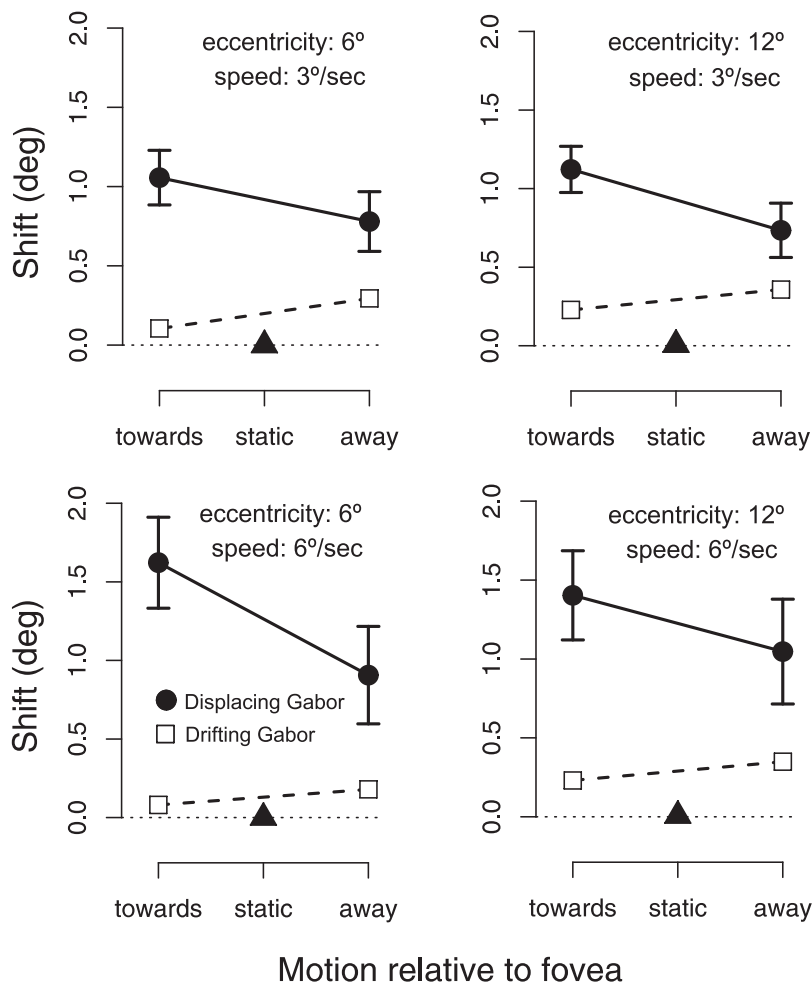 eccentricity: 6º
speed: 3º/sec
Shift (deg)
2.0
1.5
1.0
0.5
0.0
towards static away
eccentricity: 12º
speed: 3º/sec
2.0
1.5
1.0
0.5
0.0
towards static away
eccentricity: 6º
speed: 6º/sec
Shift (deg)
2.0
1.5
1.0
0.5
0.0
Displacing Gabor
Drifting Gabor
towards static away
eccentricity: 12º
speed: 6º/sec
2.0
1.5
1.0
0.5
0.0
towards static away
Motion relative to fovea